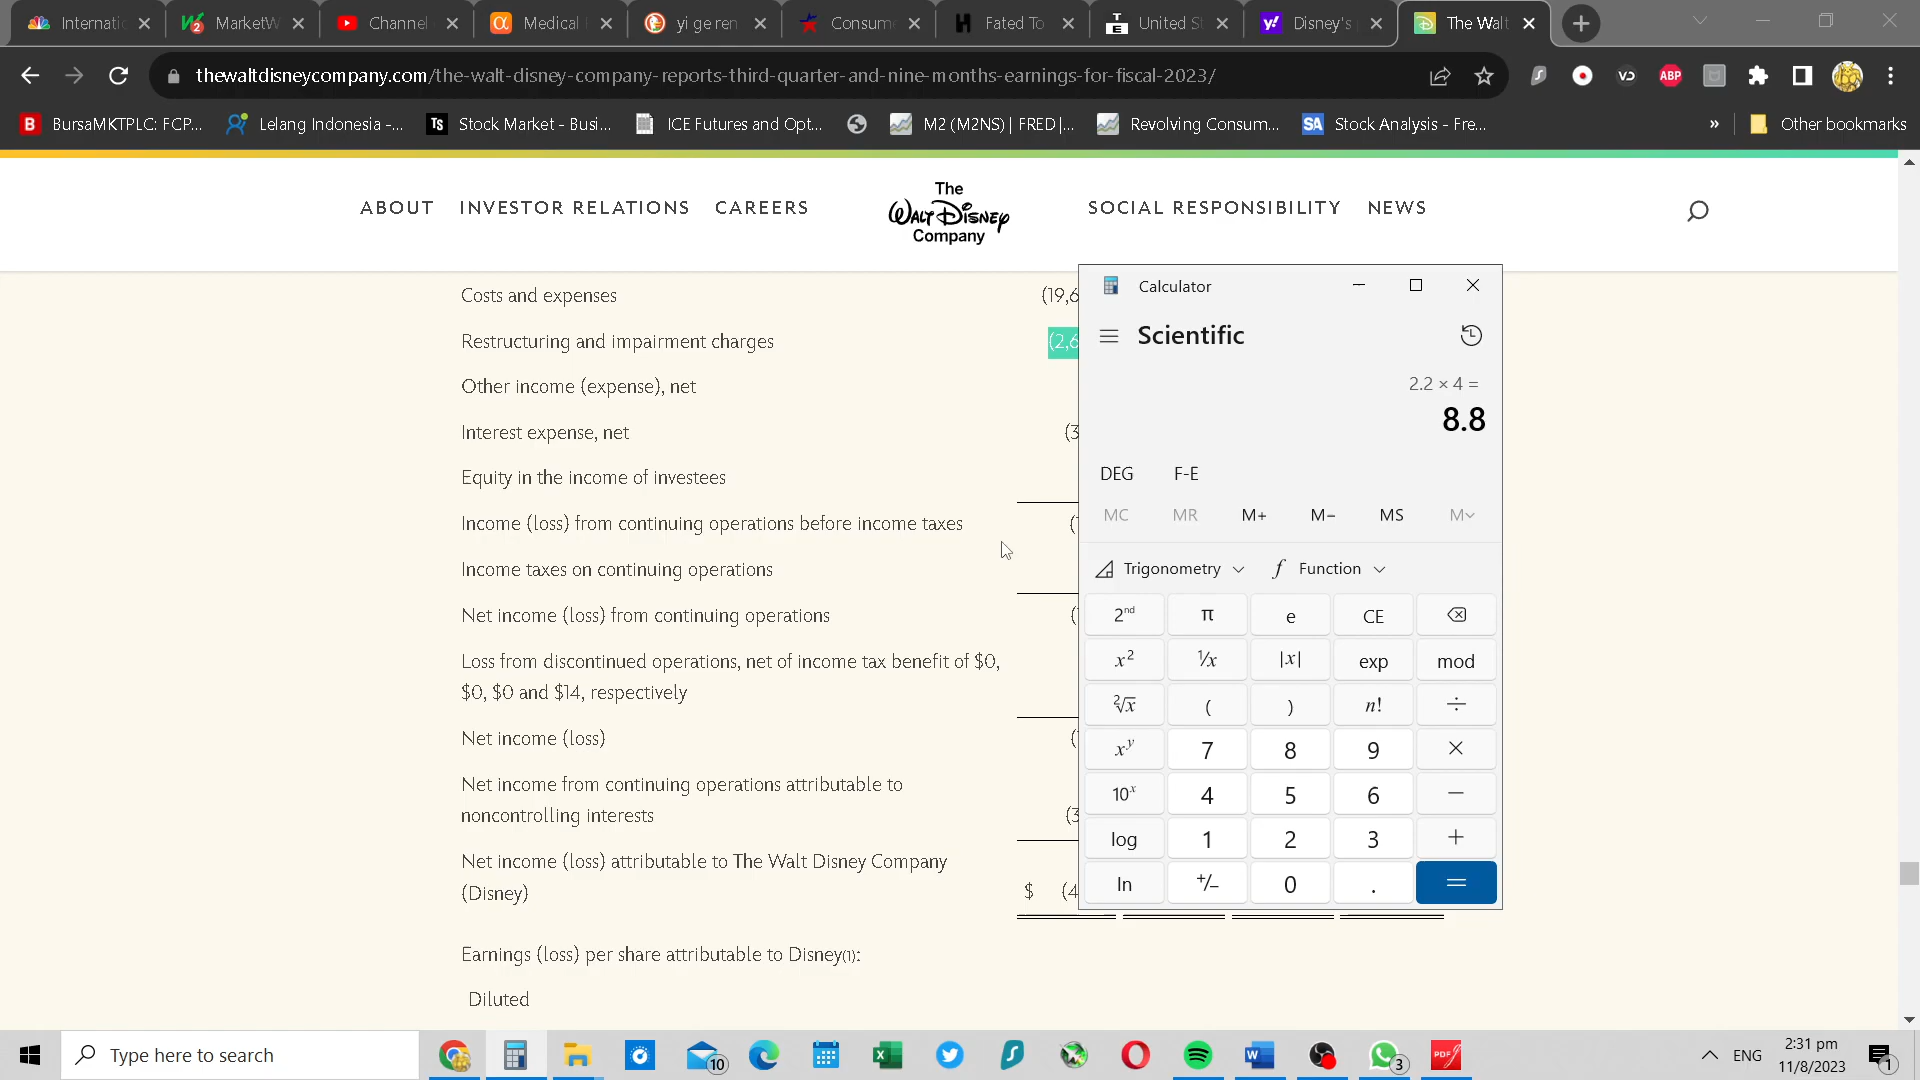 Internati
MarketW
Channel
Medical
yi ge ren
Consum
Fated To
United S
Disney's
The Walt
thewaltdisneycompany.com/the-walt-disney-company-reports-third-quarter-and-nine-months-earnings-for-fiscal-2023/
VD
ABP
BursaMKTPLC: FCP...
Lelang Indonesia -...
Stock Market - Busi...
ICE Futures and Opt...
M2 (M2NS) | FRED |...
Revolving Consum...
Stock Analysis - Fre...
»
Other bookmarks
ABOUT INVESTOR RELATIONS CAREERS
The Walt Disney Company
SOCIAL RESPONSIBILITY NEWS
Costs and expenses (19,6
Restructuring and impairment charges (2,6
Other income (expense), net
Interest expense, net (3
Equity in the income of investees
Income (loss) from continuing operations before income taxes (
Income taxes on continuing operations
Net income (loss) from continuing operations (
Loss from discontinued operations, net of income tax benefit of $0,
$0, $0 and $14, respectively
Net income (loss) (
Net income from continuing operations attributable to
noncontrolling interests (3
Net income (loss) attributable to The Walt Disney Company
(Disney) $ (4
Earnings (loss) per share attributable to Disney(1):
Diluted
Calculator
Scientific
2.2 × 4 =
8.8
DEG F-E
MC MR M+ M− MS M
Trigonometry Function
2nd π e CE
x² ¹/x |x| exp mod
²√x ( ) n! ÷
xʸ 7 8 9 ×
10ˣ 4 5 6 −
log 1 2 3 +
ln +/− 0 . =
Type here to search
10
3
ENG
2:31 pm
11/8/2023
1